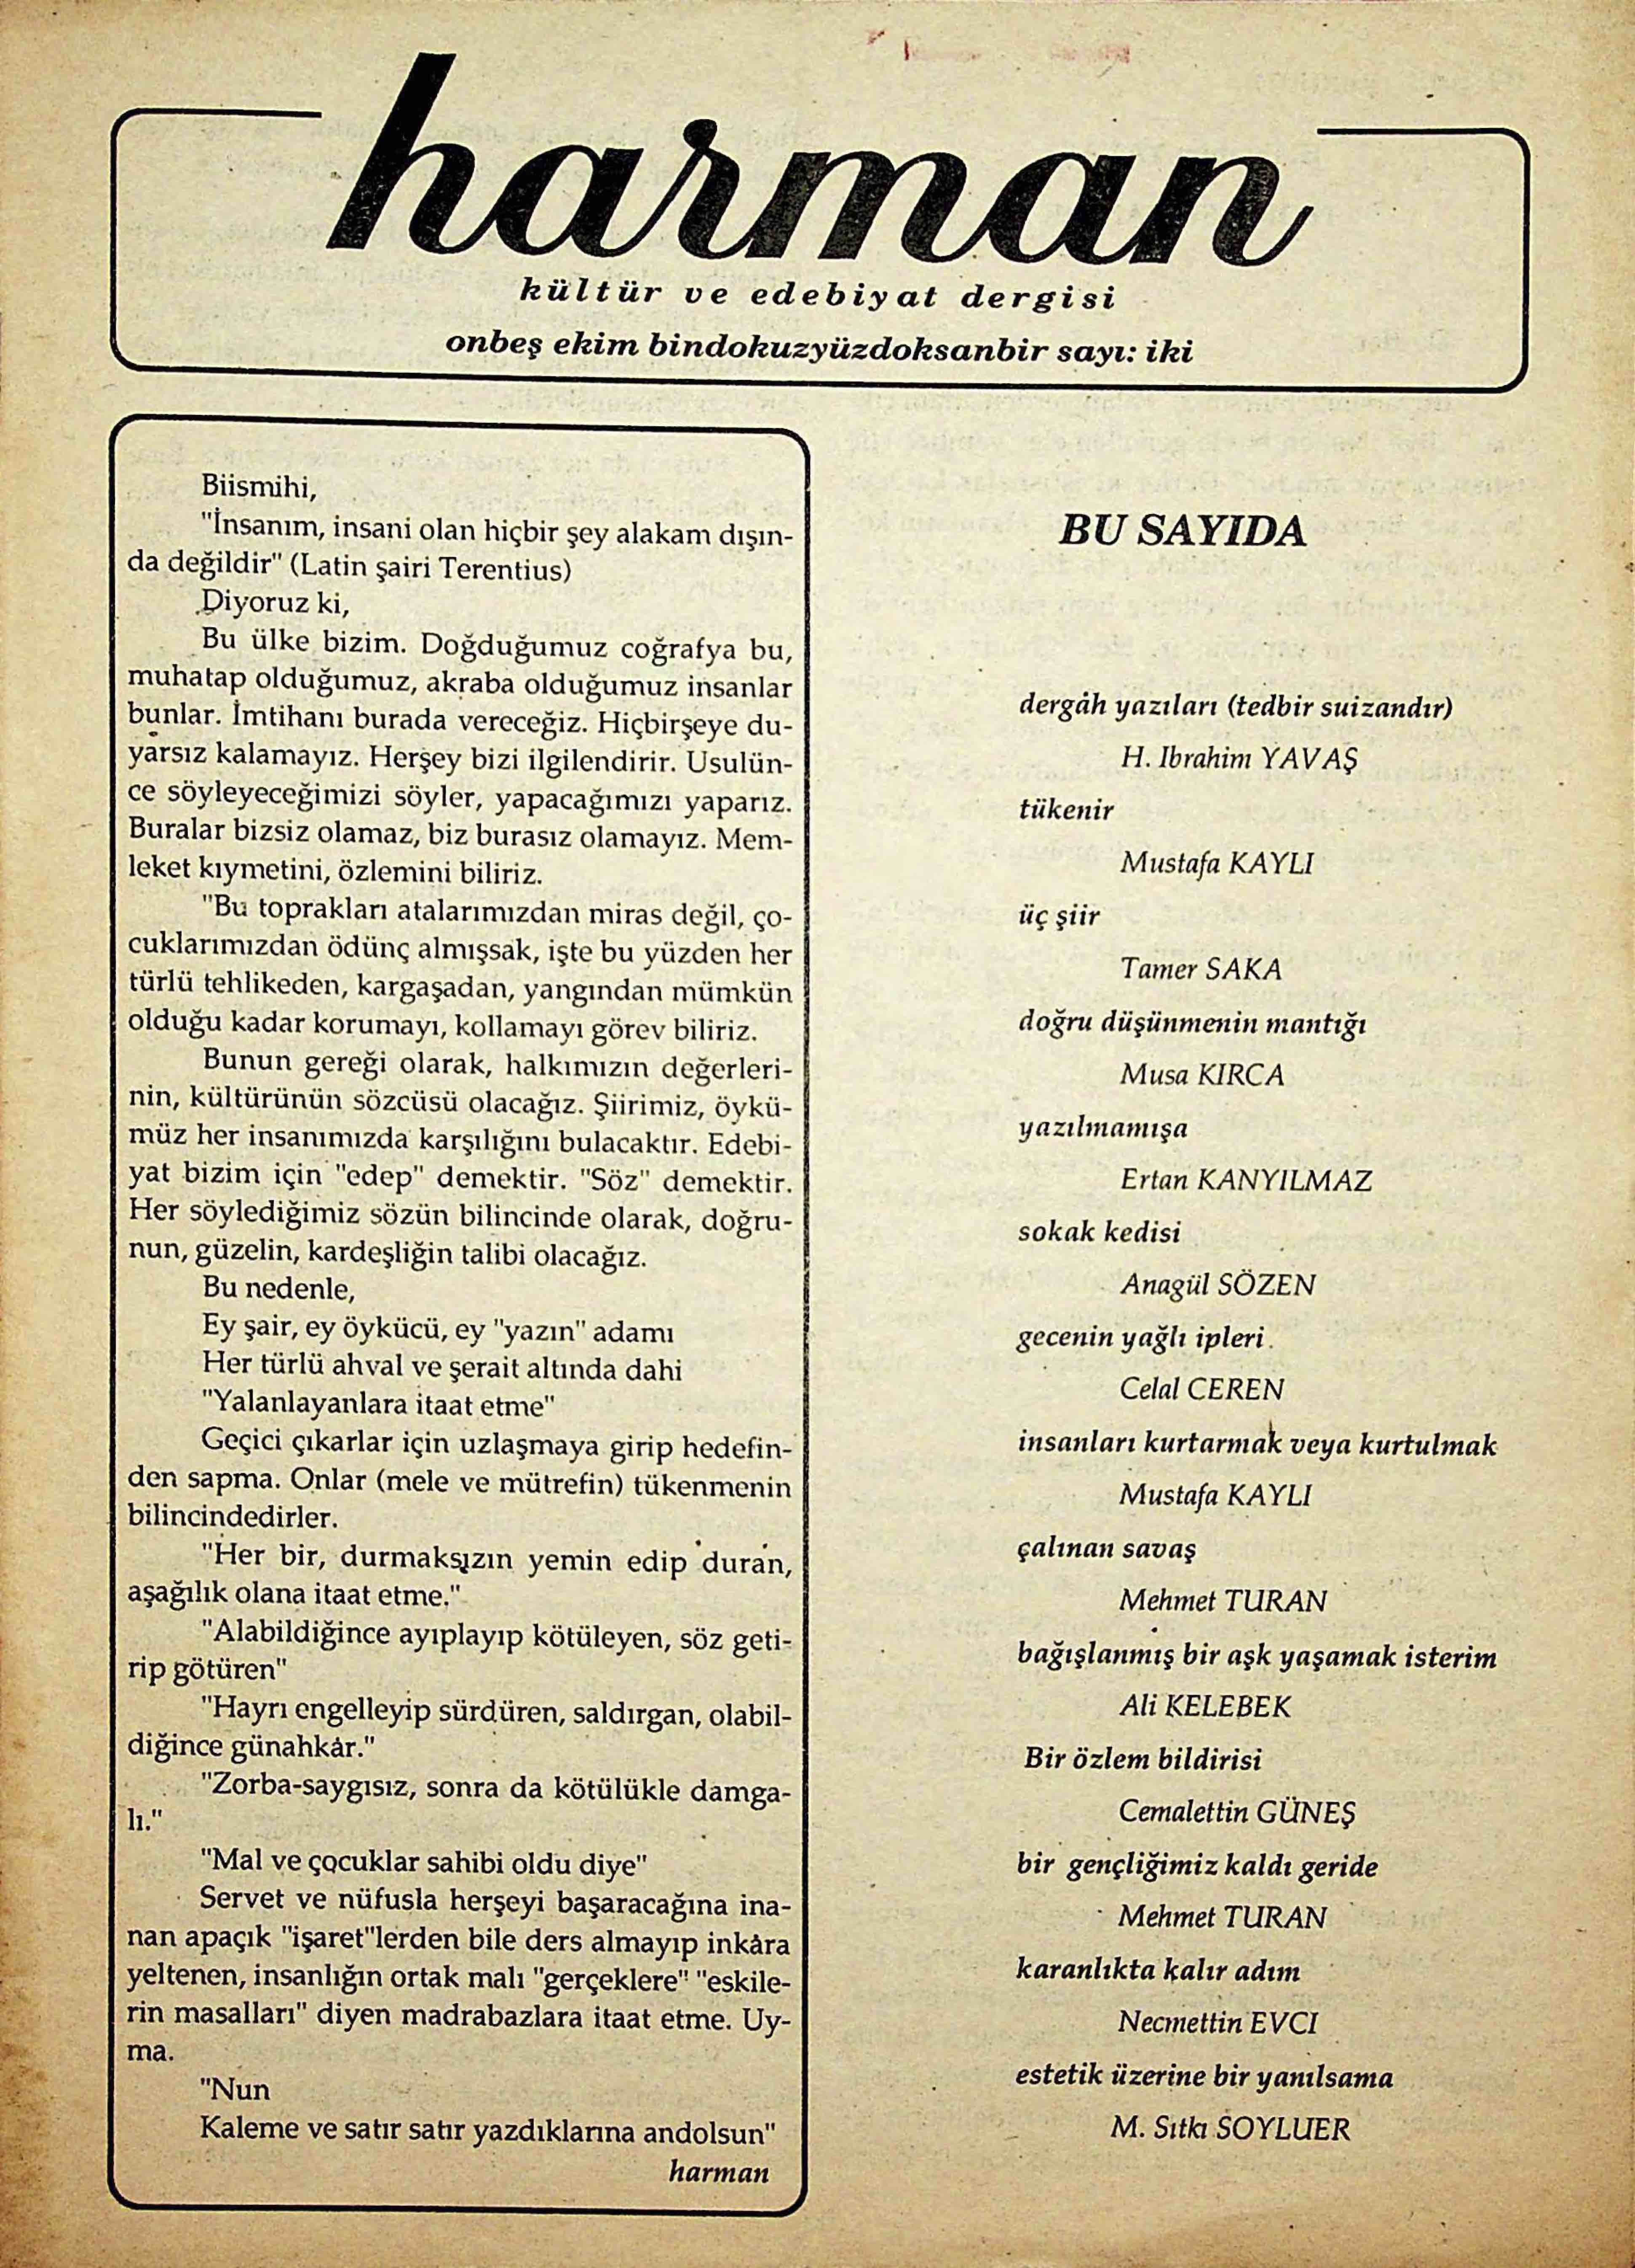 harman
kültür ve edebiyat dergisi
onbeş ekim bindokuzyüzdoksanbir sayı: iki
Biismihi,
"İnsanım, insani olan hiçbir şey alakam dışın-
da değildir" (Latin şairi Terentius)
Diyoruz ki,
Bu ülke bizim. Doğduğumuz coğrafya bu,
muhatap olduğumuz, akraba olduğumuz insanlar
bunlar. İmtihanı burada vereceğiz. Hiçbirşeye du-
yarsız kalamayız. Herşey bizi ilgilendirir. Usulün-
ce söyleyeceğimizi söyler, yapacağımızı yaparız.
Buralar bizsiz olamaz, biz burasız olamayız. Mem-
leket kıymetini, özlemini biliriz.
"Bu toprakları atalarımızdan miras değil, ço-
cuklarımızdan ödünç almışsak, işte bu yüzden her
türlü tehlikeden, kargaşadan, yangından mümkün
olduğu kadar korumayı, kollamayı görev biliriz.
Bunun gereği olarak, halkımızın değerleri-
nin, kültürünün sözcüsü olacağız. Şiirimiz, öykü-
müz her insanımızda karşılığını bulacaktır. Edebi-
yat bizim için "edep" demektir. "Söz" demektir.
Her söylediğimiz sözün bilincinde olarak, doğru-
nun, güzelin, kardeşliğin talibi olacağız.
Bu nedenle,
Ey şair, ey öykücü, ey "yazın" adamı
Her türlü ahval ve şerait altında dahi
"Yalanlayanlara itaat etme"
Geçici çıkarlar için uzlaşmaya girip hedefin-
den sapma. Onlar (mele ve mütrefin) tükenmenin
bilincindedirler.
"Her bir, durmaksızın yemin edip duran,
aşağılık olana itaat etme."
"Alabildiğince ayıplayıp kötüleyen, söz geti-
rip götüren"
"Hayrı engelleyip sürdüren, saldırgan, olabil-
diğince günahkâr."
"Zorba-saygısız, sonra da kötülükle damga-
lı."
"Mal ve çocuklar sahibi oldu diye"
Servet ve nüfusla herşeyi başaracağına ina-
nan apaçık "işaret"lerden bile ders almayıp inkâra
yeltenen, insanlığın ortak malı "gerçeklere" "eskile-
rin masalları" diyen madrabazlara itaat etme. Uy-
ma.
"Nun
Kaleme ve satır satır yazdıklarına andolsun"
harman
BU SAYIDA
dergâh yazıları (tedbir suizandır)
H. Ibrahim YAVAŞ
tükenir
Mustafa KAYLI
üç şiir
Tamer SAKA
doğru düşünmenin mantığı
Musa KIRCA
yazılmamışa
Ertan KANYILMAZ
sokak kedisi
Anagül SÖZEN
gecenin yağlı ipleri
Celal CEREN
insanları kurtarmak veya kurtulmak
Mustafa KAYLI
çalınan savaş
Mehmet TURAN
bağışlanmış bir aşk yaşamak isterim
Ali KELEBEK
Bir özlem bildirisi
Cemalettin GÜNEŞ
bir gençliğimiz kaldı geride
Mehmet TURAN
karanlıkta kalır adım
Necmettin EVCI
estetik üzerine bir yanılsama
M. Sıtkı SOYLUER